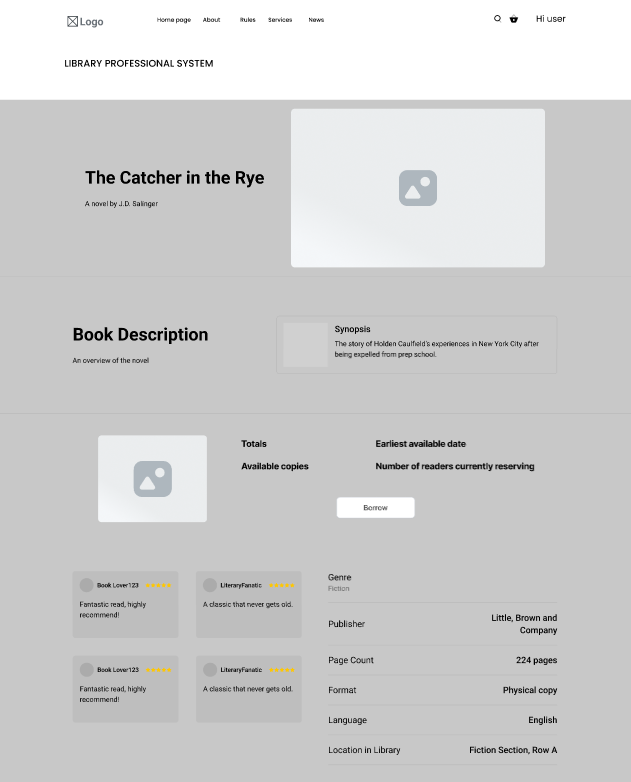 Logo
Home page About Rules Services News
Hi user
LIBRARY PROFESSIONAL SYSTEM
The Catcher in the Rye
A novel by J.D. Salinger
Book Description
An overview of the novel
Synopsis
The story of Holden Caulfield's experiences in New York City after
being expelled from prep school.
Totals
Earliest available date
Available copies
Number of readers currently reserving
Borrow
Book Lover123
Fantastic read, highly
recommend!
LiteraryFanatic
A classic that never gets old.
Book Lover123
Fantastic read, highly
recommend!
LiteraryFanatic
A classic that never gets old.
Genre
Fiction
Publisher
Little, Brown and
Company
Page Count
224 pages
Format
Physical copy
Language
English
Location in Library
Fiction Section, Row A